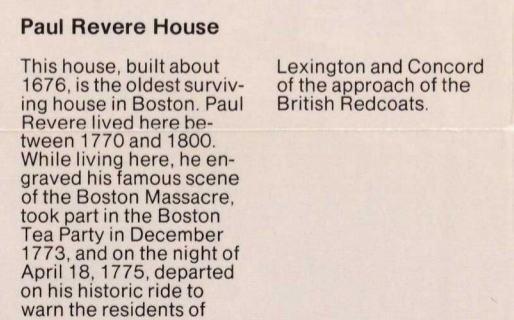 Paul Revere House
This house, built about
1676, is the oldest surviv-
ing house in Boston. Paul
Revere lived here be-
tween 1770 and 1800.
While living here, he en-
graved his famous scene
of the Boston Massacre,
took part in the Boston
Tea Party in December
1773, and on the night of
April 18, 1775, departed
on his historic ride to
warn the residents of
Lexington and Concord
of the approach of the
British Redcoats.